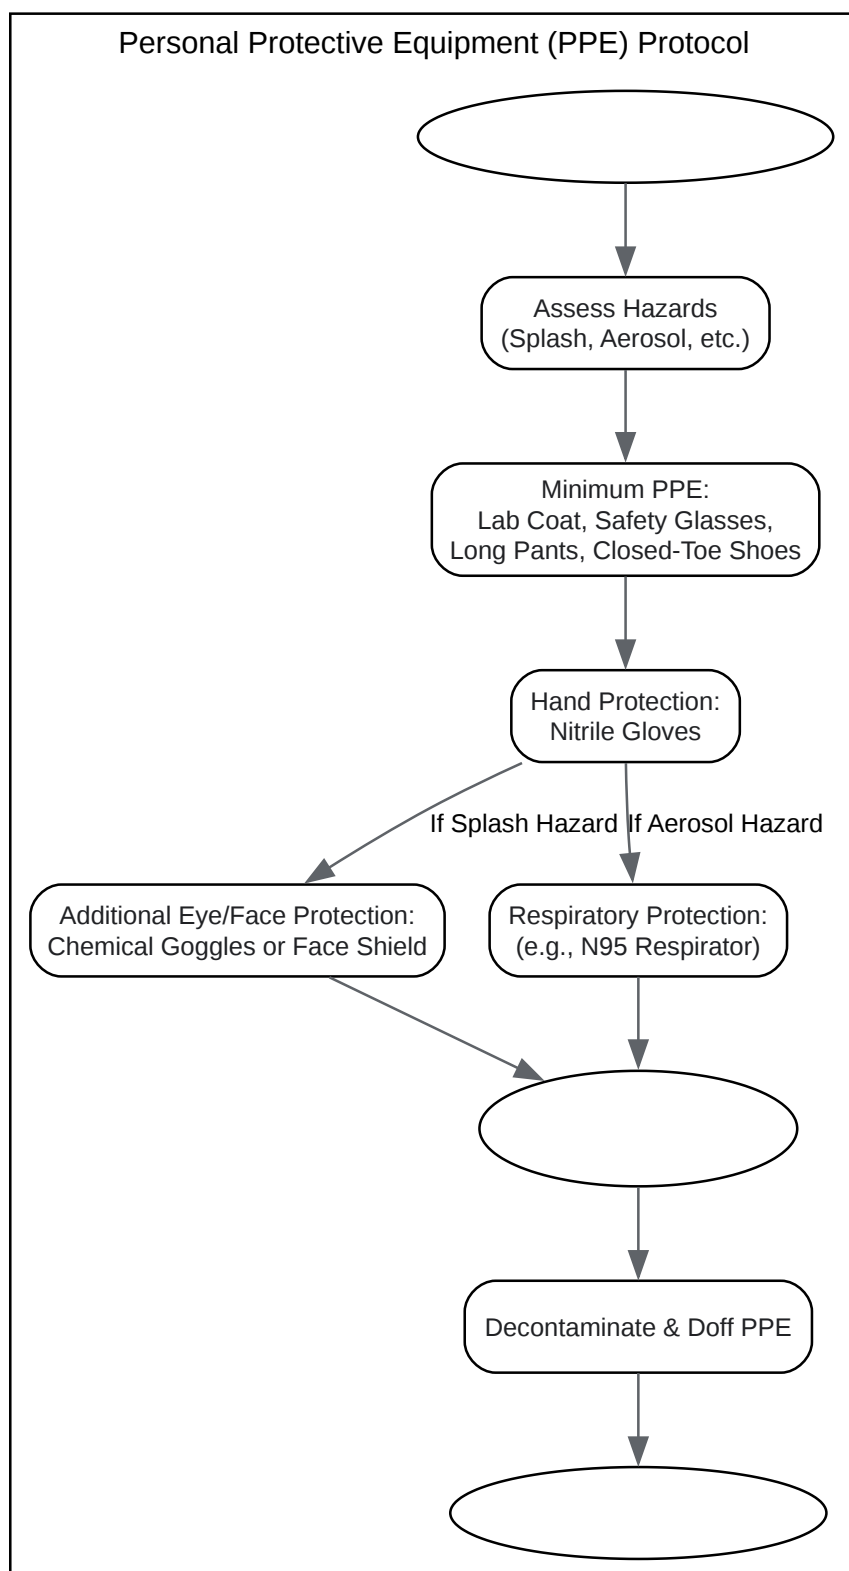 Personal Protective Equipment (PPE) Protocol
Assess Hazards
(Splash, Aerosol, etc.)
Minimum PPE:
Lab Coat, Safety Glasses,
Long Pants, Closed-Toe Shoes
Hand Protection:
Nitrile Gloves
If Splash Hazard
If Aerosol Hazard
Additional Eye/Face Protection:
Chemical Goggles or Face Shield
Respiratory Protection:
(e.g., N95 Respirator)
Decontaminate & Doff PPE